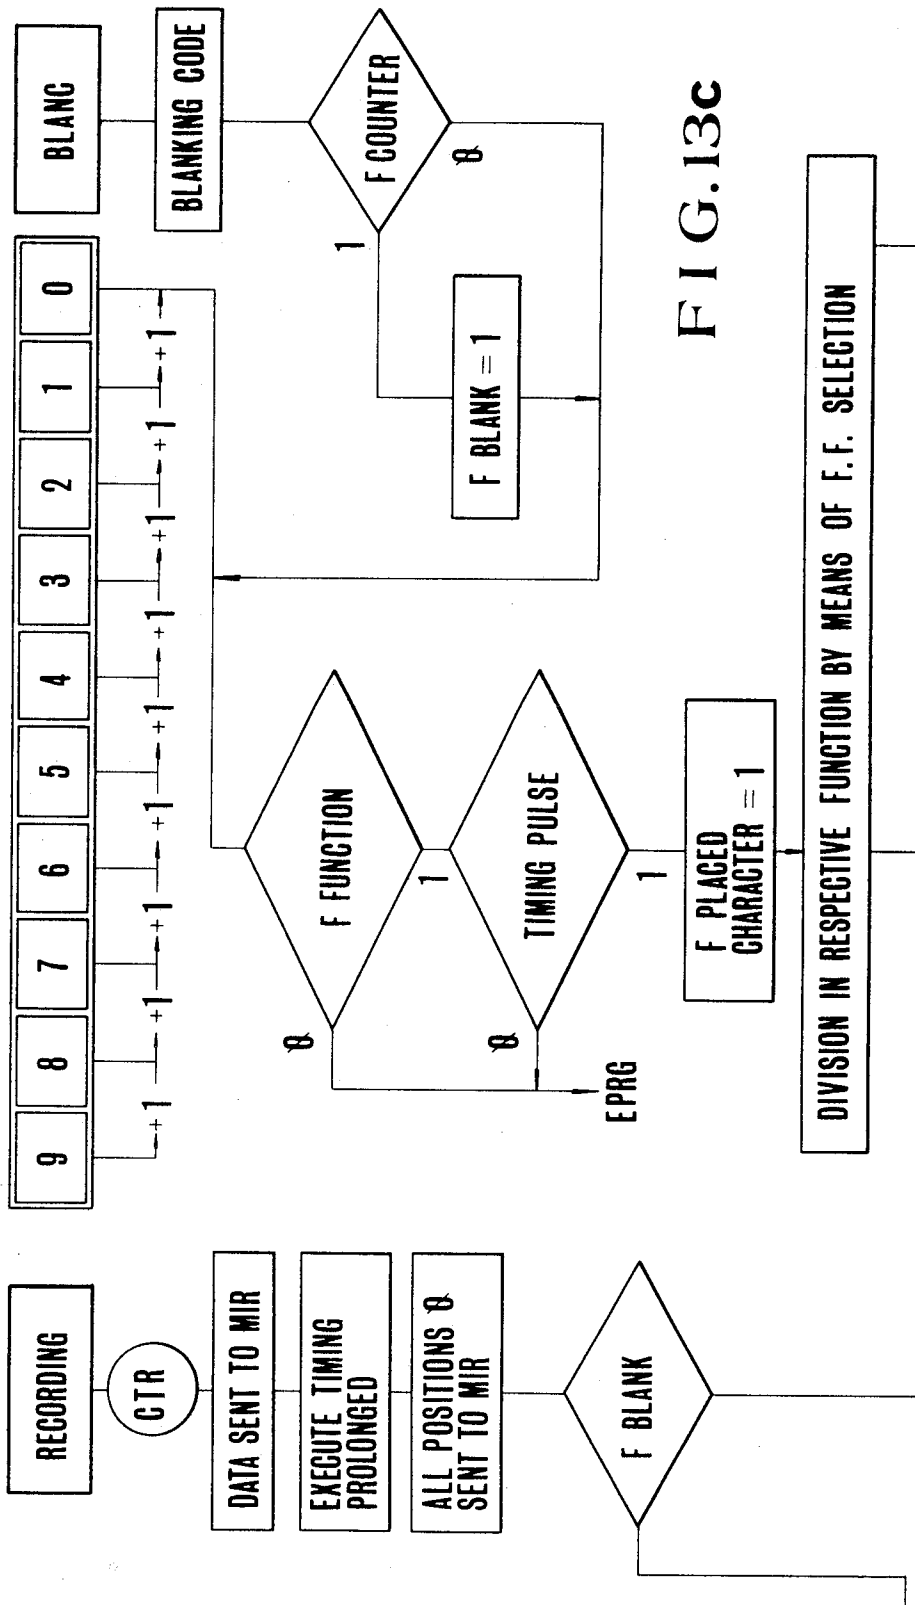 RECORDING
CTR
DATA SENT TO MIR
EXECUTE TIMING
PROLONGED
ALL POSITIONS 0
SENT TO MIR
F BLANK
9 8 7 6 5 4 3 2 1 0
+1 +1 +1 +1 +1 +1 +1 +1 +1
F FUNCTION
0
1
TIMING PULSE
0
1
EPRG
F PLACED
CHARACTER = 1
DIVISION IN RESPECTIVE FUNCTION BY MEANS OF F.F. SELECTION
BLANC
BLANKING CODE
F COUNTER
1
0
F BLANK = 1
FIG.13c